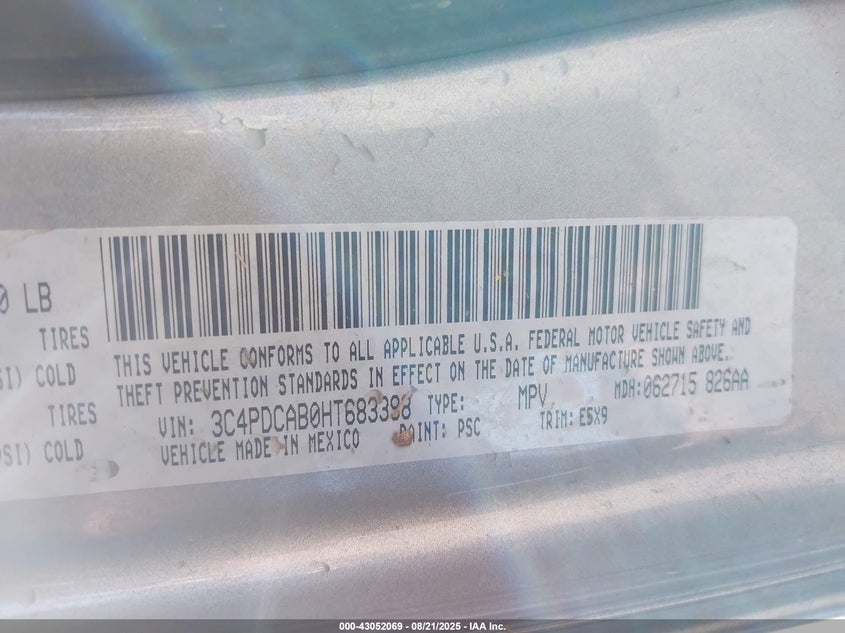 0 LB
TIRES
SI) COLD
TIRES
PSI) COLD
THIS VEHICLE CONFORMS TO ALL APPLICABLE U.S.A. FEDERAL MOTOR VEHICLE SAFETY AND
THEFT PREVENTION STANDARDS IN EFFECT ON THE DATE OF MANUFACTURE SHOWN ABOVE.
VIN: 3C4PDCAB0HT683398 TYPE: MPV MDH:062715 826AA
VEHICLE MADE IN MEXICO PAINT: PSC TRIM: E5X9
000-43052069 - 08/21/2025 - IAA Inc.